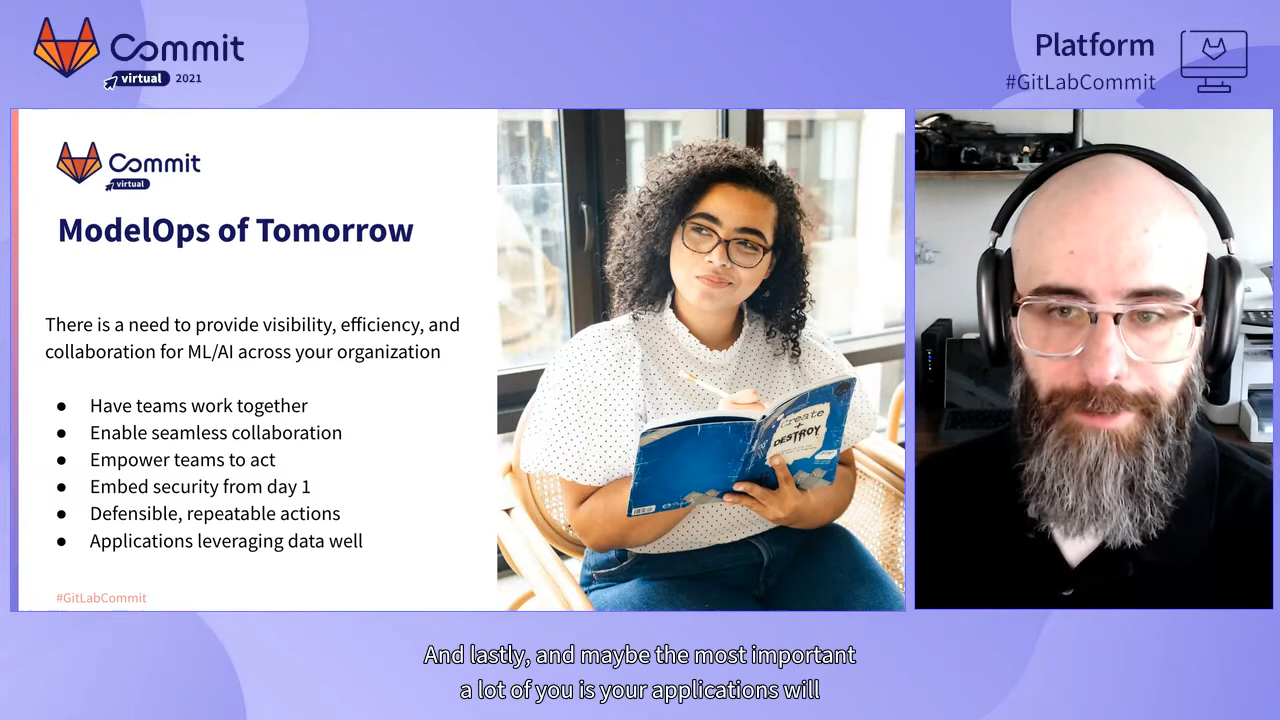 Commit
virtual 2021
Platform
#GitLabCommit
Commit
virtual
ModelOps of Tomorrow
There is a need to provide visibility, efficiency, and
collaboration for ML/AI across your organization
● Have teams work together
● Enable seamless collaboration
● Empower teams to act
● Embed security from day 1
● Defensible, repeatable actions
● Applications leveraging data well
#GitLabCommit
create
+
DESTROY
And lastly, and maybe the most important
a lot of you is your applications will